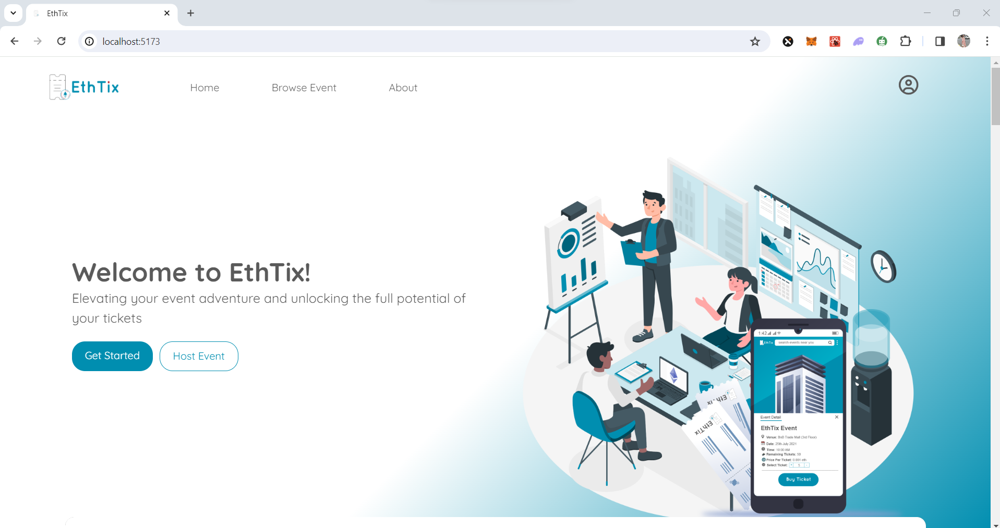 EthTix
localhost:5173
EthTix
Home
Browse Event
About
Welcome to EthTix!
Elevating your event adventure and unlocking the full potential of
your tickets
Get Started
Host Event
EthTix
EthTix
1:42
EthTix
search events near you
Event Detail
EthTix Event
Venue: BnB Trade Mall (3rd Floor)
Date: 25th July 2021
Time: 10:00 AM
Remaining Tickets: 50
Price Per Ticket: 0.001 eth
Select Ticket: + 5 -
Buy Ticket